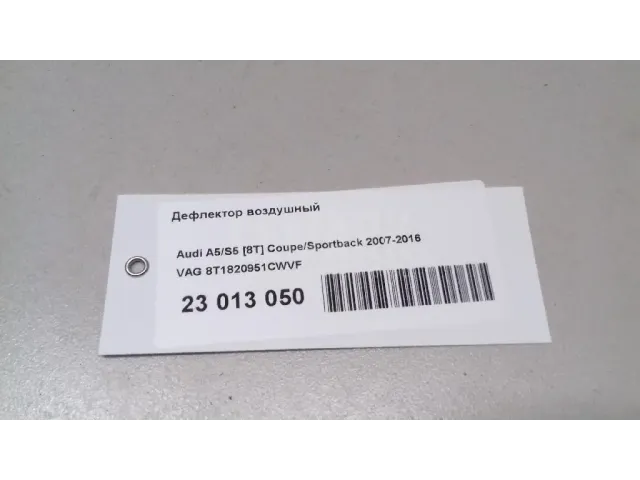 Дефлектор воздушный
Audi A5/S5 [8T] Coupe/Sportback 2007-2016
VAG 8T1820951CWVF
23 013 050